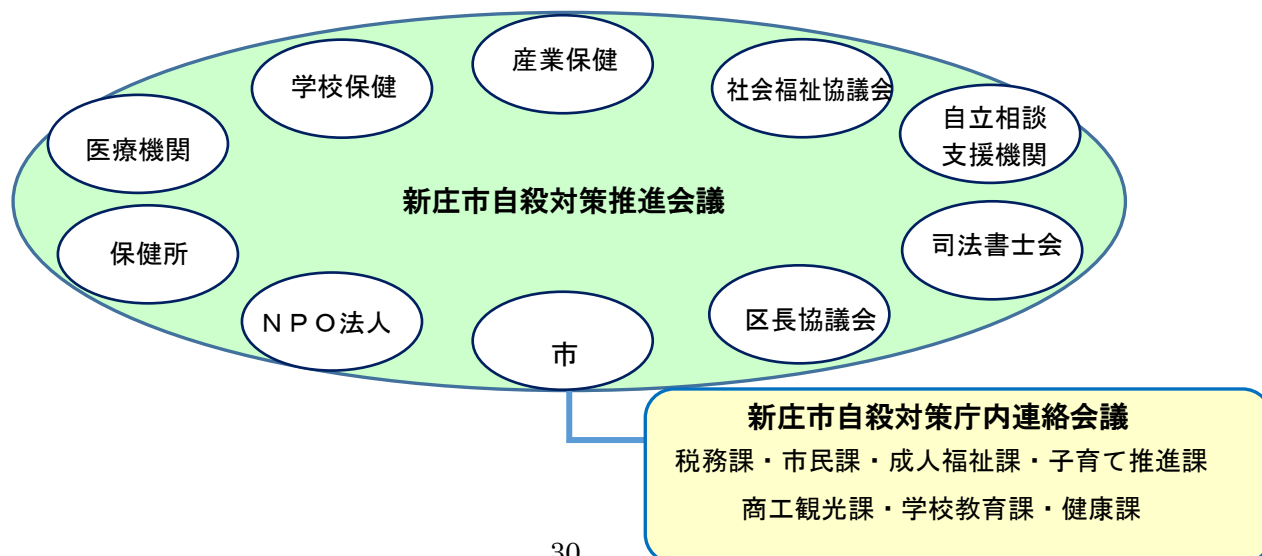 産業保健
学校保健
社会福祉協議会
自立相談
支援機関
医療機関
新庄市自殺対策推進会議
保健所
司法書士会
ＮＰＯ法人
区長協議会
市
新庄市自殺対策庁内連絡会議
税務課・市民課・成人福祉課・子育て推進課
商工観光課・学校教育課・健康課
30